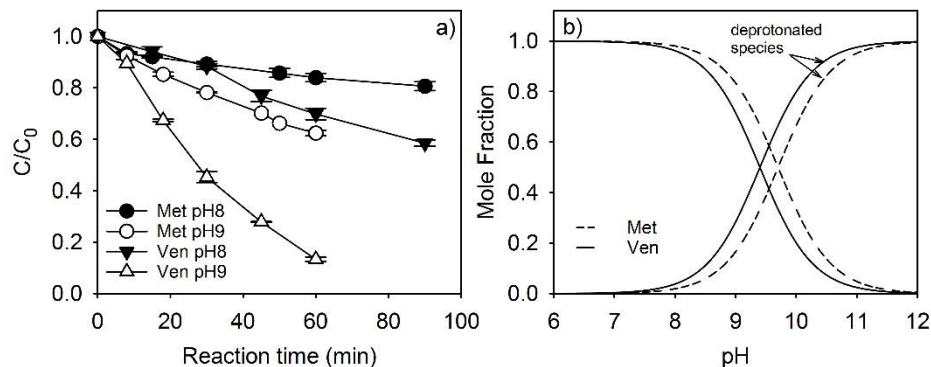 a)
1.0
0.8
0.6
0.4
0.2
0.0
C/C0
Met pH8
Met pH9
Ven pH8
Ven pH9
0 20 40 60 80 100
Reaction time (min)
b)
deprotonated
species
1.0
0.8
0.6
0.4
0.2
0.0
Mole Fraction
Met
Ven
6 7 8 9 10 11 12
pH